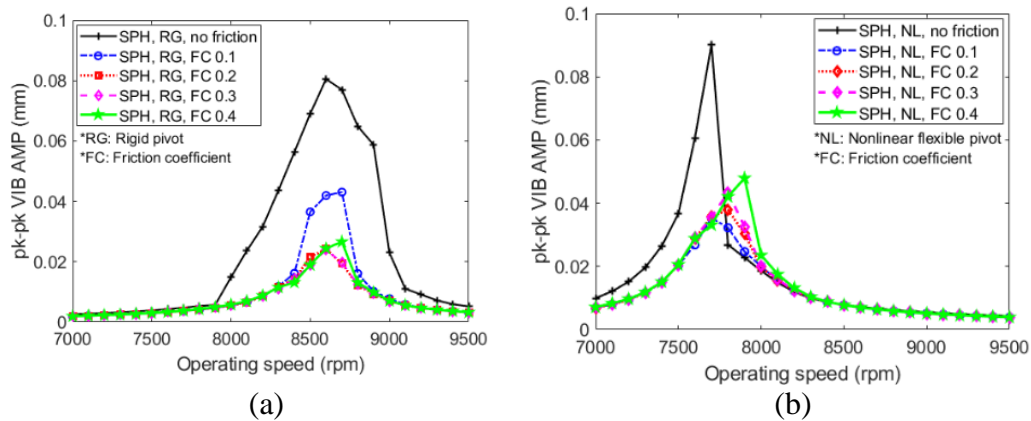 0.1
0.08
0.06
0.04
0.02
0
pk-pk VIB AMP (mm)
SPH, RG, no friction
SPH, RG, FC 0.1
SPH, RG, FC 0.2
SPH, RG, FC 0.3
SPH, RG, FC 0.4
*RG: Rigid pivot
*FC: Friction coefficient
7000 7500 8000 8500 9000 9500
Operating speed (rpm)
(a)
0.1
0.08
0.06
0.04
0.02
0
pk-pk VIB AMP (mm)
SPH, NL, no friction
SPH, NL, FC 0.1
SPH, NL, FC 0.2
SPH, NL, FC 0.3
SPH, NL, FC 0.4
*NL: Nonlinear flexible pivot
*FC: Friction coefficient
7000 7500 8000 8500 9000 9500
Operating speed (rpm)
(b)